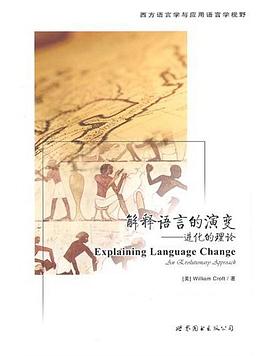 西方语言学与应用语言学视野
解释语言的演变
——进化的理论
Explaining Language Change
An Evolutionary Approach
[美] William Croft / 著
世界图书出版公司